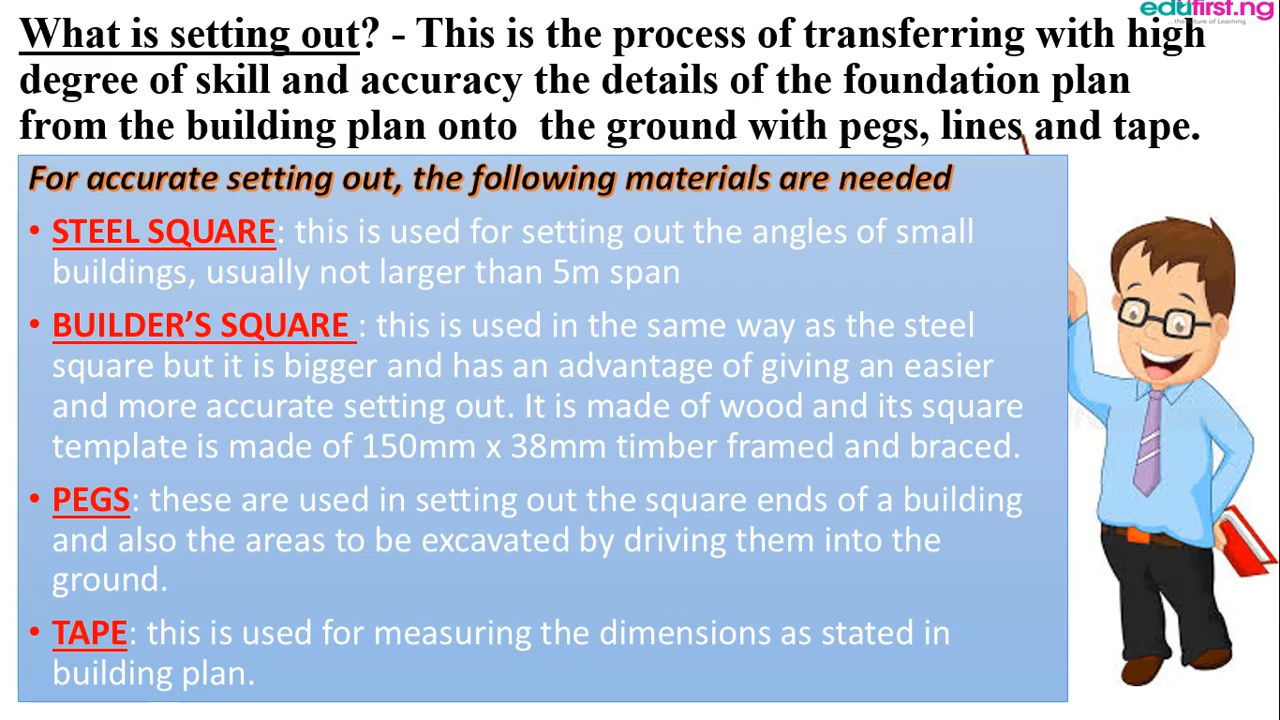 edufirst.ng
...the Future of Learning
What is setting out? - This is the process of transferring with high
degree of skill and accuracy the details of the foundation plan
from the building plan onto the ground with pegs, lines and tape.
For accurate setting out, the following materials are needed
• STEEL SQUARE: this is used for setting out the angles of small
buildings, usually not larger than 5m span
• BUILDER’S SQUARE : this is used in the same way as the steel
square but it is bigger and has an advantage of giving an easier
and more accurate setting out. It is made of wood and its square
template is made of 150mm x 38mm timber framed and braced.
• PEGS: these are used in setting out the square ends of a building
and also the areas to be excavated by driving them into the
ground.
• TAPE: this is used for measuring the dimensions as stated in
building plan.